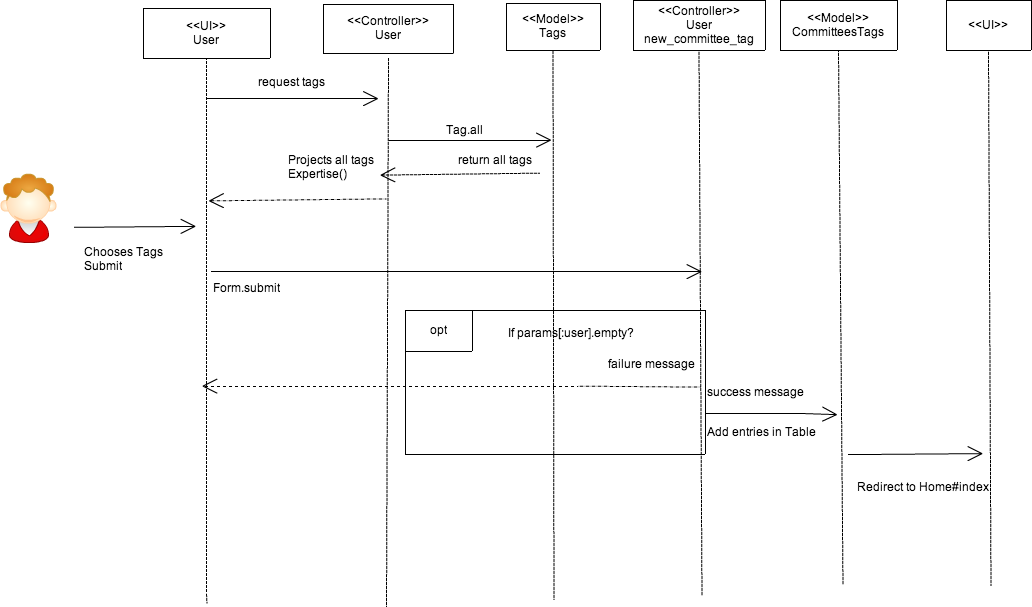 <<UI>>
User
<<Controller>>
User
<<Model>>
Tags
<<Controller>>
User
new_committee_tag
<<Model>>
CommitteesTags
<<UI>>
request tags
Tag.all
Projects all tags
Expertise()
return all tags
Chooses Tags
Submit
Form.submit
opt
If params[:user].empty?
failure message
success message
Add entries in Table
Redirect to Home#index